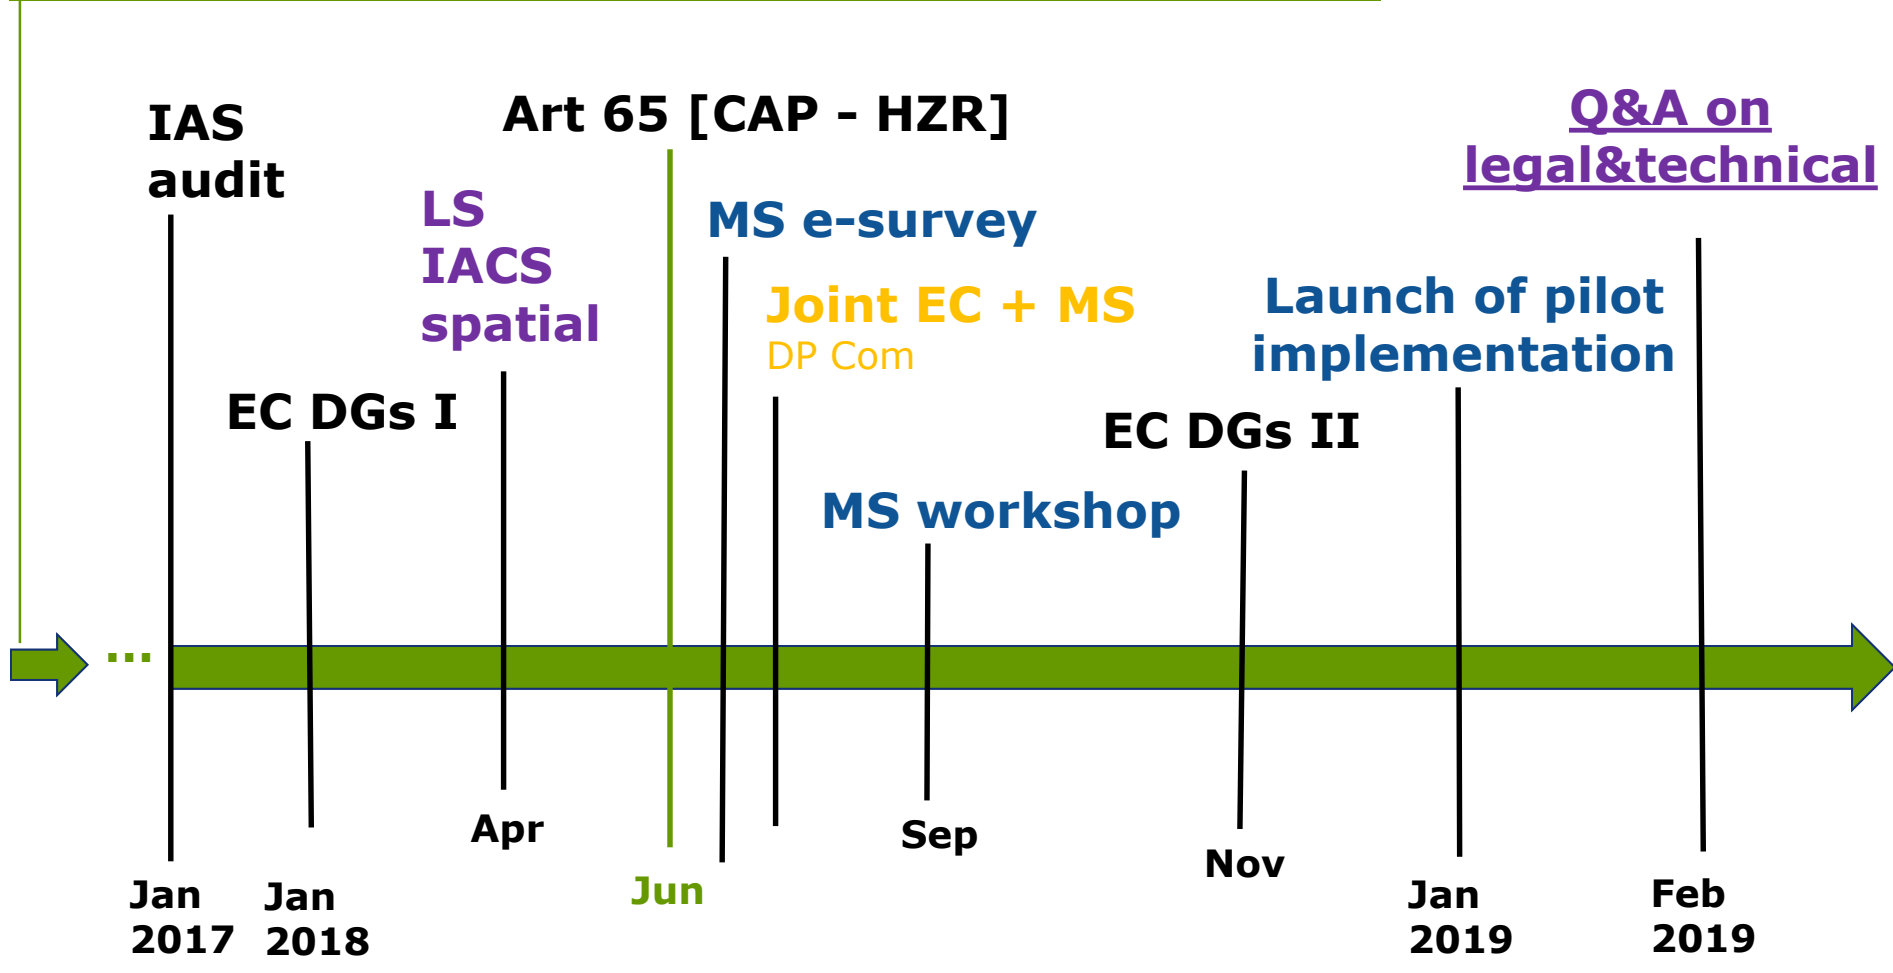 IAS
audit
Art 65 [CAP - HZR]
Q&A on
legal&technical
LS
IACS
spatial
MS e-survey
Joint EC + MS
DP Com
Launch of pilot
implementation
EC DGs I
EC DGs II
MS workshop
...
Apr
Sep
Nov
Jun
Jan
2017
Jan
2018
Jan
2019
Feb
2019